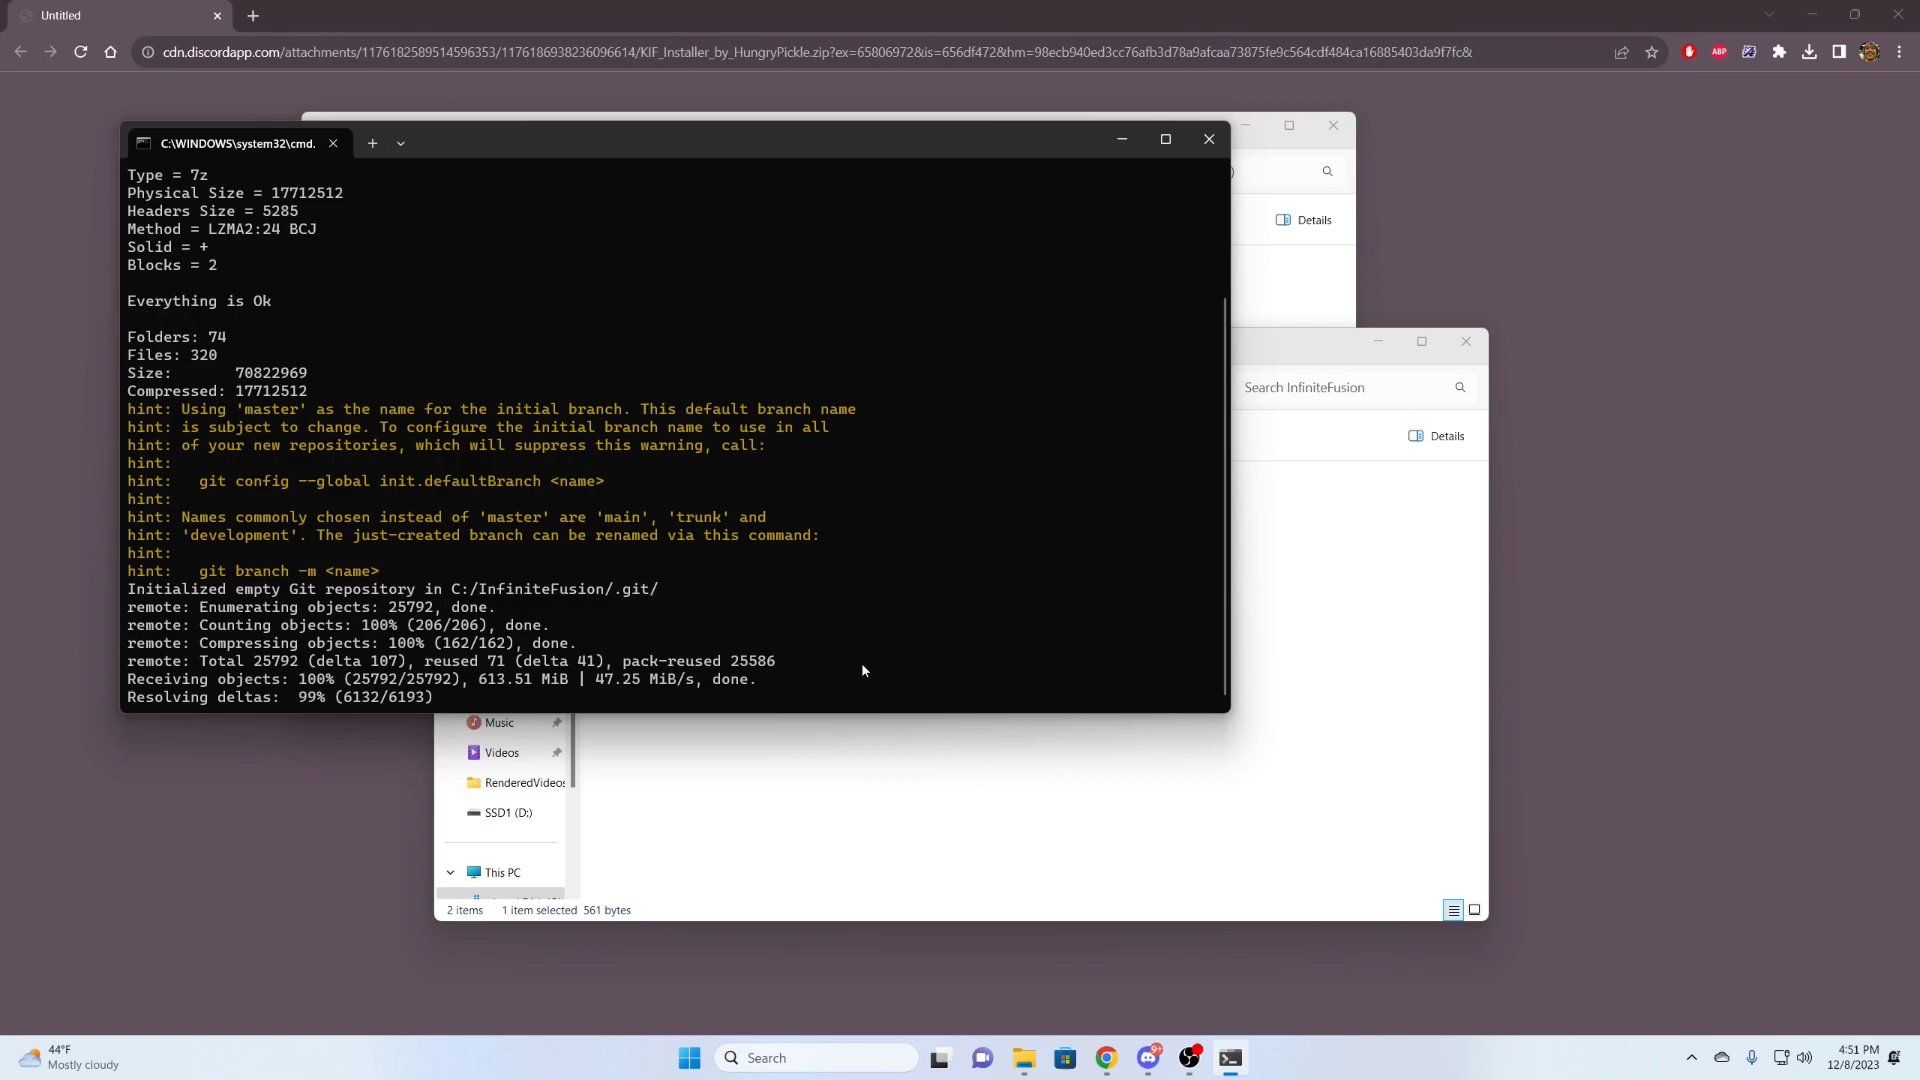 Untitled
cdn.discordapp.com/attachments/1176182589514596353/1176186938236096614/KIF_Installer_by_HungryPickle.zip?ex=65806972&is=656df472&hm=98ecb940ed3cc76afb3d78a9afcaa73875fe9c564cdf484ca16885403da9f7fc&
ABP
C:\WINDOWS\system32\cmd.
Details
Type = 7z
Physical Size = 17712512
Headers Size = 5285
Method = LZMA2:24 BCJ
Solid = +
Blocks = 2
Everything is Ok
Folders: 74
Files: 320
Size: 70822969
Compressed: 17712512
hint: Using 'master' as the name for the initial branch. This default branch name
hint: is subject to change. To configure the initial branch name to use in all
hint: of your new repositories, which will suppress this warning, call:
hint:
hint: git config --global init.defaultBranch <name>
hint:
hint: Names commonly chosen instead of 'master' are 'main', 'trunk' and
hint: 'development'. The just-created branch can be renamed via this command:
hint:
hint: git branch -m <name>
Initialized empty Git repository in C:/InfiniteFusion/.git/
remote: Enumerating objects: 25792, done.
remote: Counting objects: 100% (206/206), done.
remote: Compressing objects: 100% (162/162), done.
remote: Total 25792 (delta 107), reused 71 (delta 41), pack-reused 25586
Receiving objects: 100% (25792/25792), 613.51 MiB | 47.25 MiB/s, done.
Resolving deltas: 99% (6132/6193)
Search InfiniteFusion
Details
Music
Videos
RenderedVideos
SSD1 (D:)
This PC
2 items 1 item selected 561 bytes
44°F
Mostly cloudy
Search
9+
4:51 PM
12/8/2023